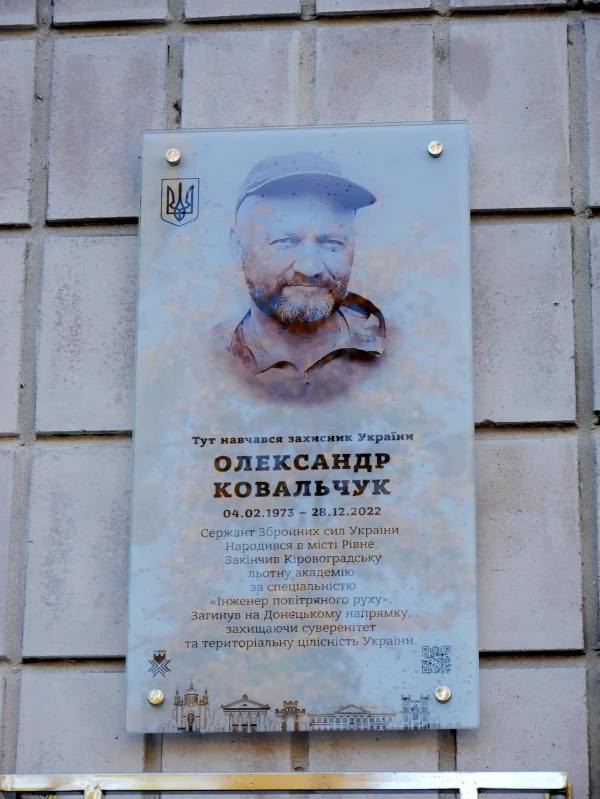 Тут навчався захисник України
ОЛЕКСАНДР
КОВАЛЬЧУК
04.02.1973 – 28.12.2022
Сержант Збройних сил України
Народився в місті Рівне.
Закінчив Кіровоградську
льотну академію
за спеціальністю
«Інженер повітряного руху».
Загинув на Донецькому напрямку,
захищаючи суверенітет
та територіальну цілісність України.